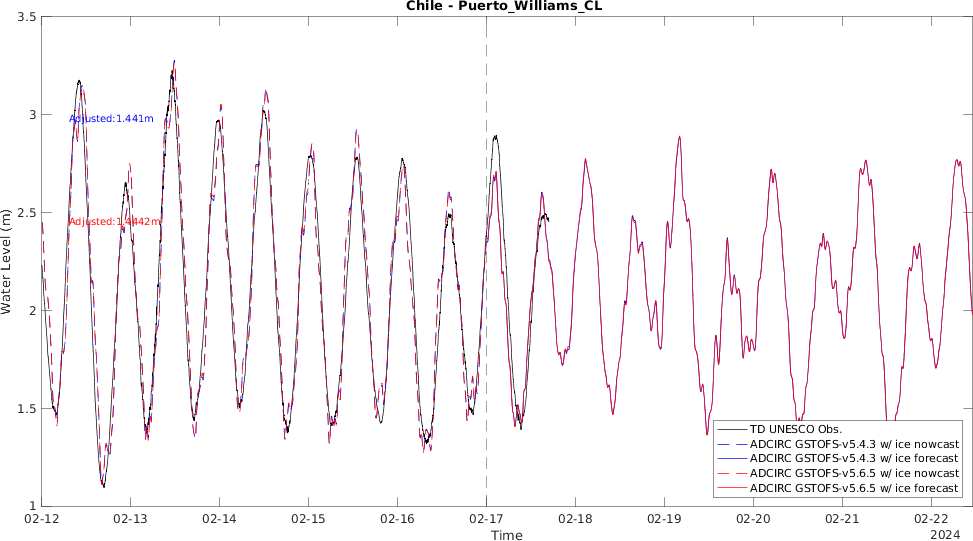 Chile - Puerto_Williams_CL
3.5
3
2.5
2
1.5
1
Water Level (m)
Adjusted:1.441m
Adjusted:1.4442m
TD UNESCO Obs.
ADCIRC GSTOFS-v5.4.3 w/ ice nowcast
ADCIRC GSTOFS-v5.4.3 w/ ice forecast
ADCIRC GSTOFS-v5.6.5 w/ ice nowcast
ADCIRC GSTOFS-v5.6.5 w/ ice forecast
02-12 02-13 02-14 02-15 02-16 02-17 02-18 02-19 02-20 02-21 02-22
Time
2024